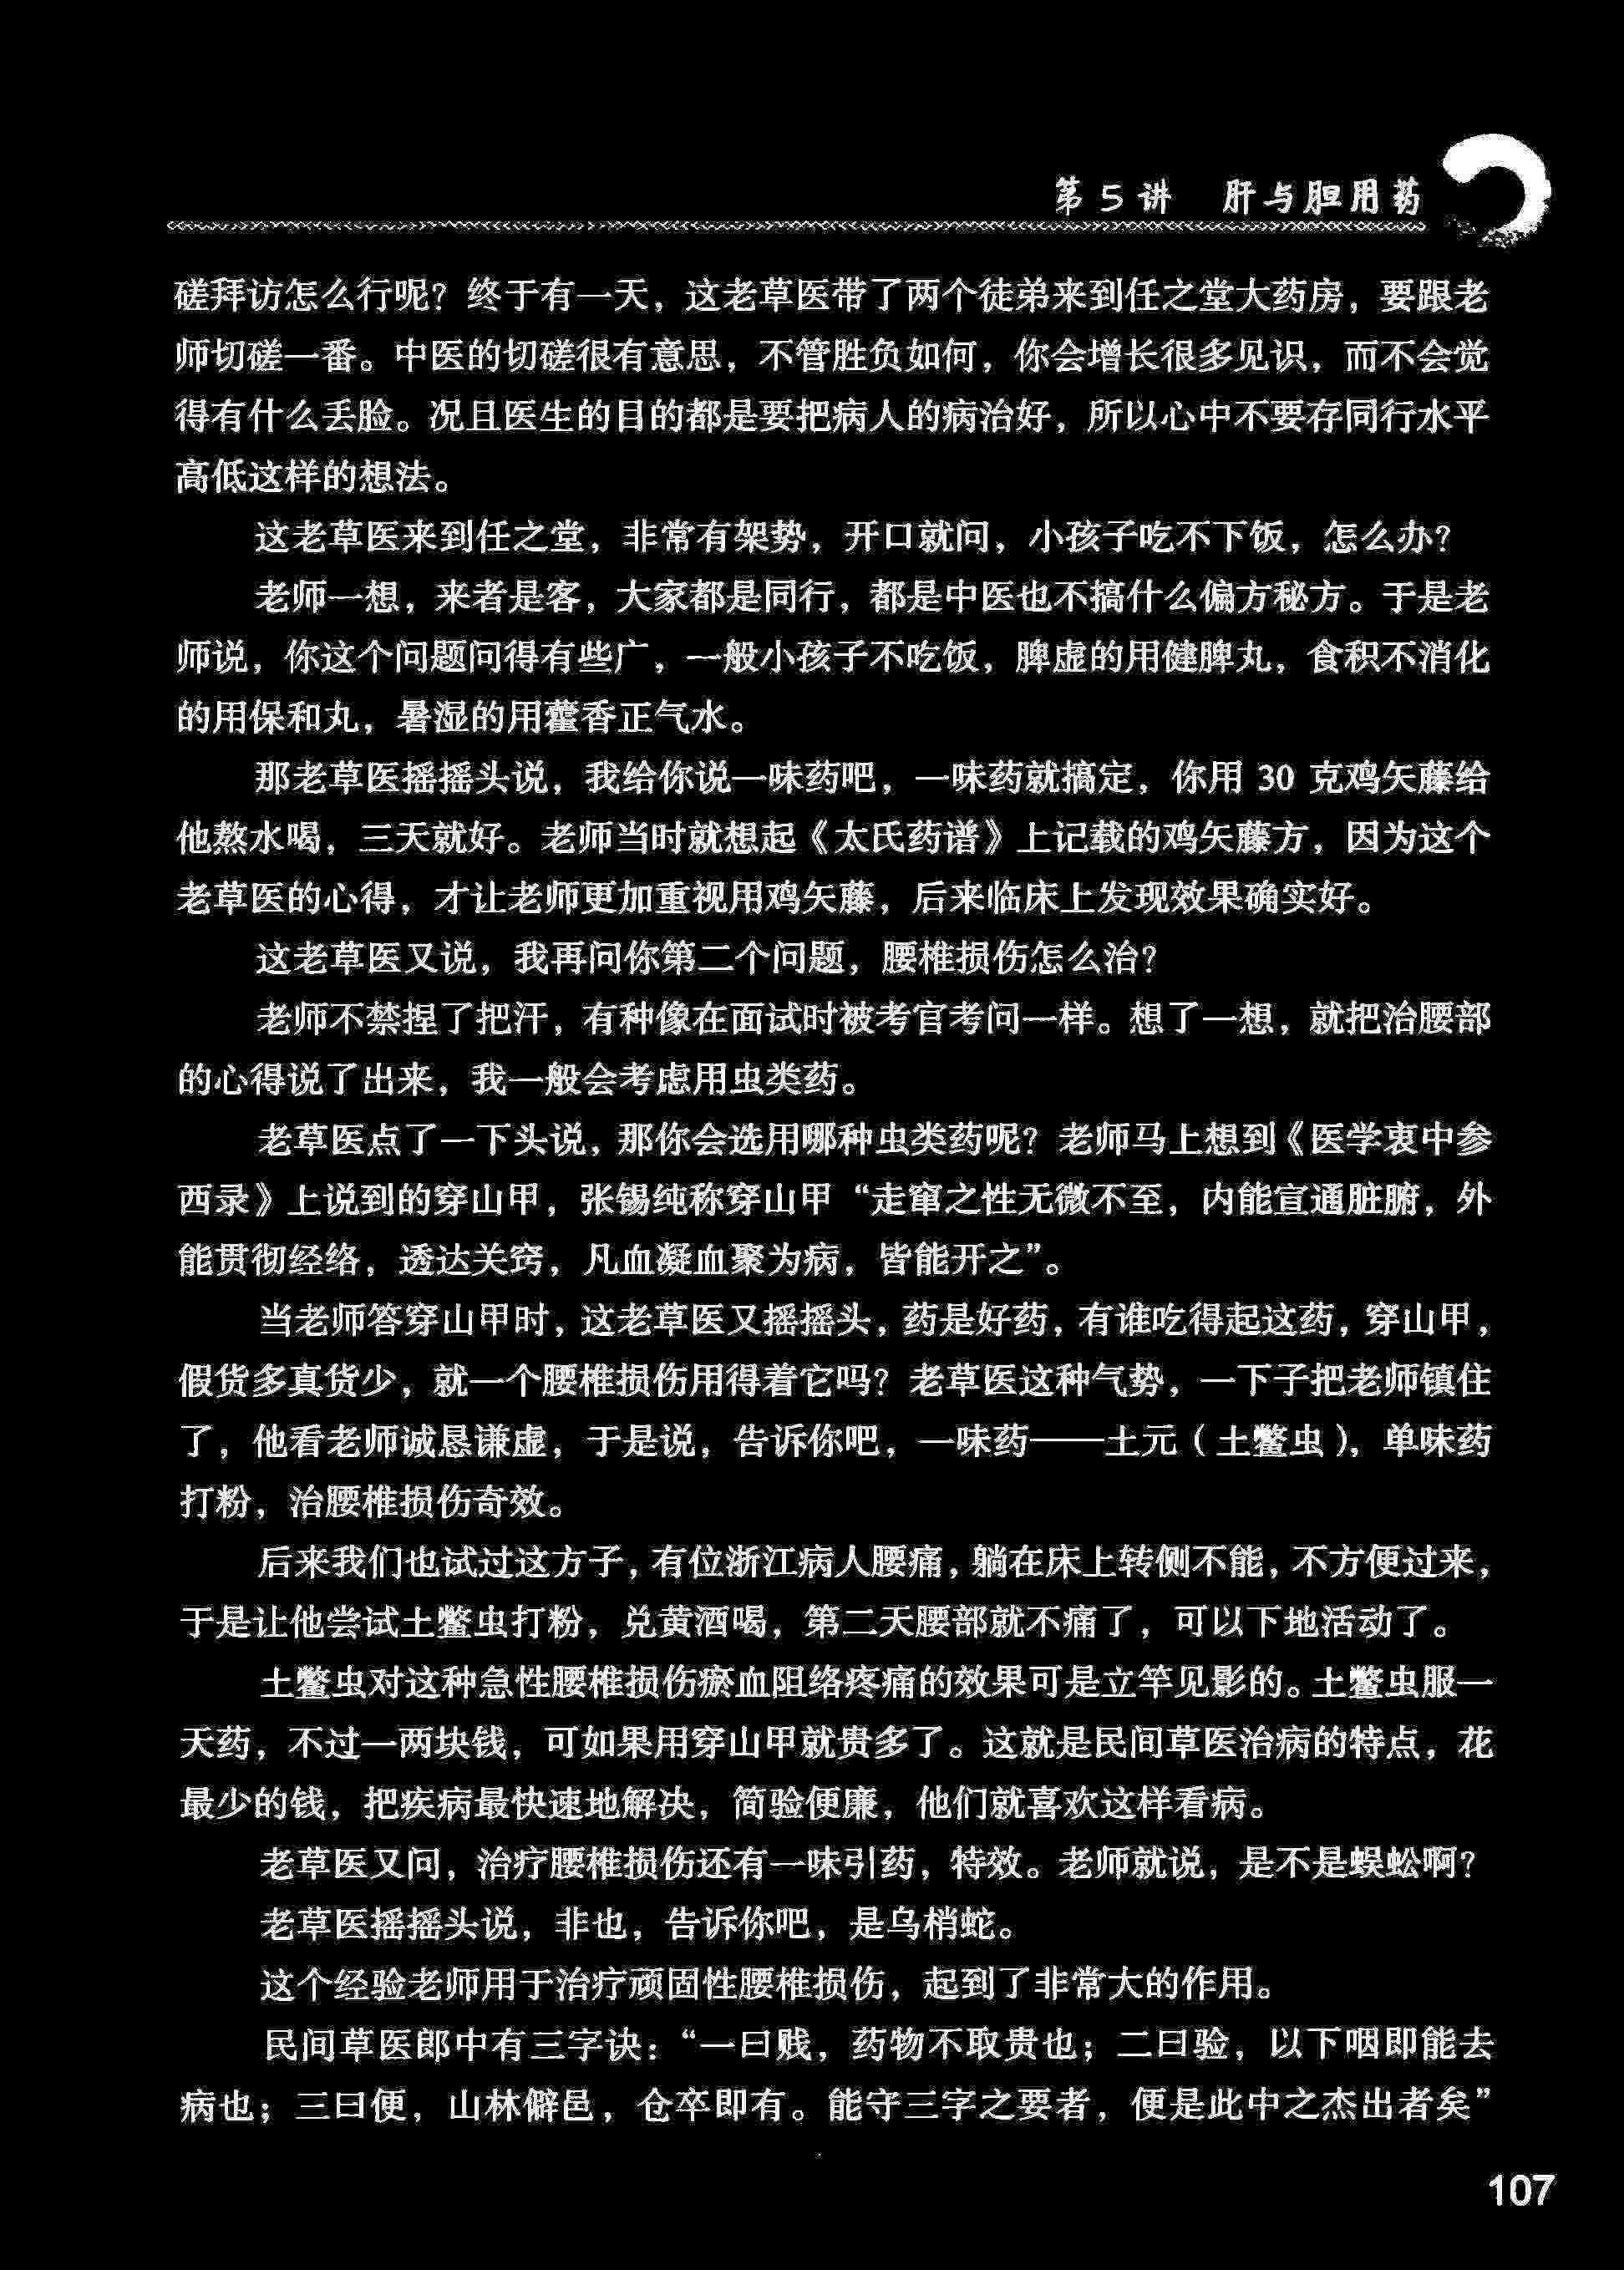 第5讲 肝与胆用药
磋拜访怎么行呢？终于有一天，这老草医带了两个徒弟来到任之堂大药房，要跟老
师切磋一番。中医的切磋很有意思，不管胜负如何，你会增长很多见识，而不会觉
得有什么丢脸。况且医生的目的都是要把病人的病治好，所以心中不要存同行水平
高低这样的想法。
这老草医来到任之堂，非常有架势，开口就问，小孩子吃不下饭，怎么办？
老师一想，来者是客，大家都是同行，都是中医也不搞什么偏方秘方。于是老
师说，你这个问题问得有些广，一般小孩子不吃饭，脾虚的用健脾丸，食积不消化
的用保和丸，暑湿的用藿香正气水。
那老草医摇摇头说，我给你说一味药吧，一味药就搞定，你用 30 克鸡矢藤给
他熬水喝，三天就好。老师当时就想起《太氏药谱》上记载的鸡矢藤方，因为这个
老草医的心得，才让老师更加重视用鸡矢藤，后来临床上发现效果确实好。
这老草医又说，我再问你第二个问题，腰椎损伤怎么治？
老师不禁捏了把汗，有种像在面试时被考官考问一样。想了一想，就把治腰部
的心得说了出来，我一般会考虑用虫类药。
老草医点了一下头说，那你会选用哪种虫类药呢？老师马上想到《医学衷中参
西录》上说到的穿山甲，张锡纯称穿山甲“走窜之性无微不至，内能宣通脏腑，外
能贯彻经络，透达关窍，凡血凝血聚为病，皆能开之”。
当老师答穿山甲时，这老草医又摇摇头，药是好药，有谁吃得起这药，穿山甲，
假货多真货少，就一个腰椎损伤用得着它吗？老草医这种气势，一下子把老师镇住
了，他看老师诚恳谦虚，于是说，告诉你吧，一味药——土元（土鳖虫），单味药
打粉，治腰椎损伤奇效。
后来我们也试过这方子，有位浙江病人腰痛，躺在床上转侧不能，不方便过来，
于是让他尝试土鳖虫打粉，兑黄酒喝，第二天腰部就不痛了，可以下地活动了。
土鳖虫对这种急性腰椎损伤瘀血阻络疼痛的效果可是立竿见影的。土鳖虫服一
天药，不过一两块钱，可如果用穿山甲就贵多了。这就是民间草医治病的特点，花
最少的钱，把疾病最快速地解决，简验便廉，他们就喜欢这样看病。
老草医又问，治疗腰椎损伤还有一味引药，特效。老师就说，是不是蜈蚣啊？
老草医摇摇头说，非也，告诉你吧，是乌梢蛇。
这个经验老师用于治疗顽固性腰椎损伤，起到了非常大的作用。
民间草医郎中有三字诀：“一曰贱，药物不取贵也；二曰验，以下咽即能去
病也；三曰便，山林僻邑，仓卒即有。能守三字之要者，便是此中之杰出者矣”
107